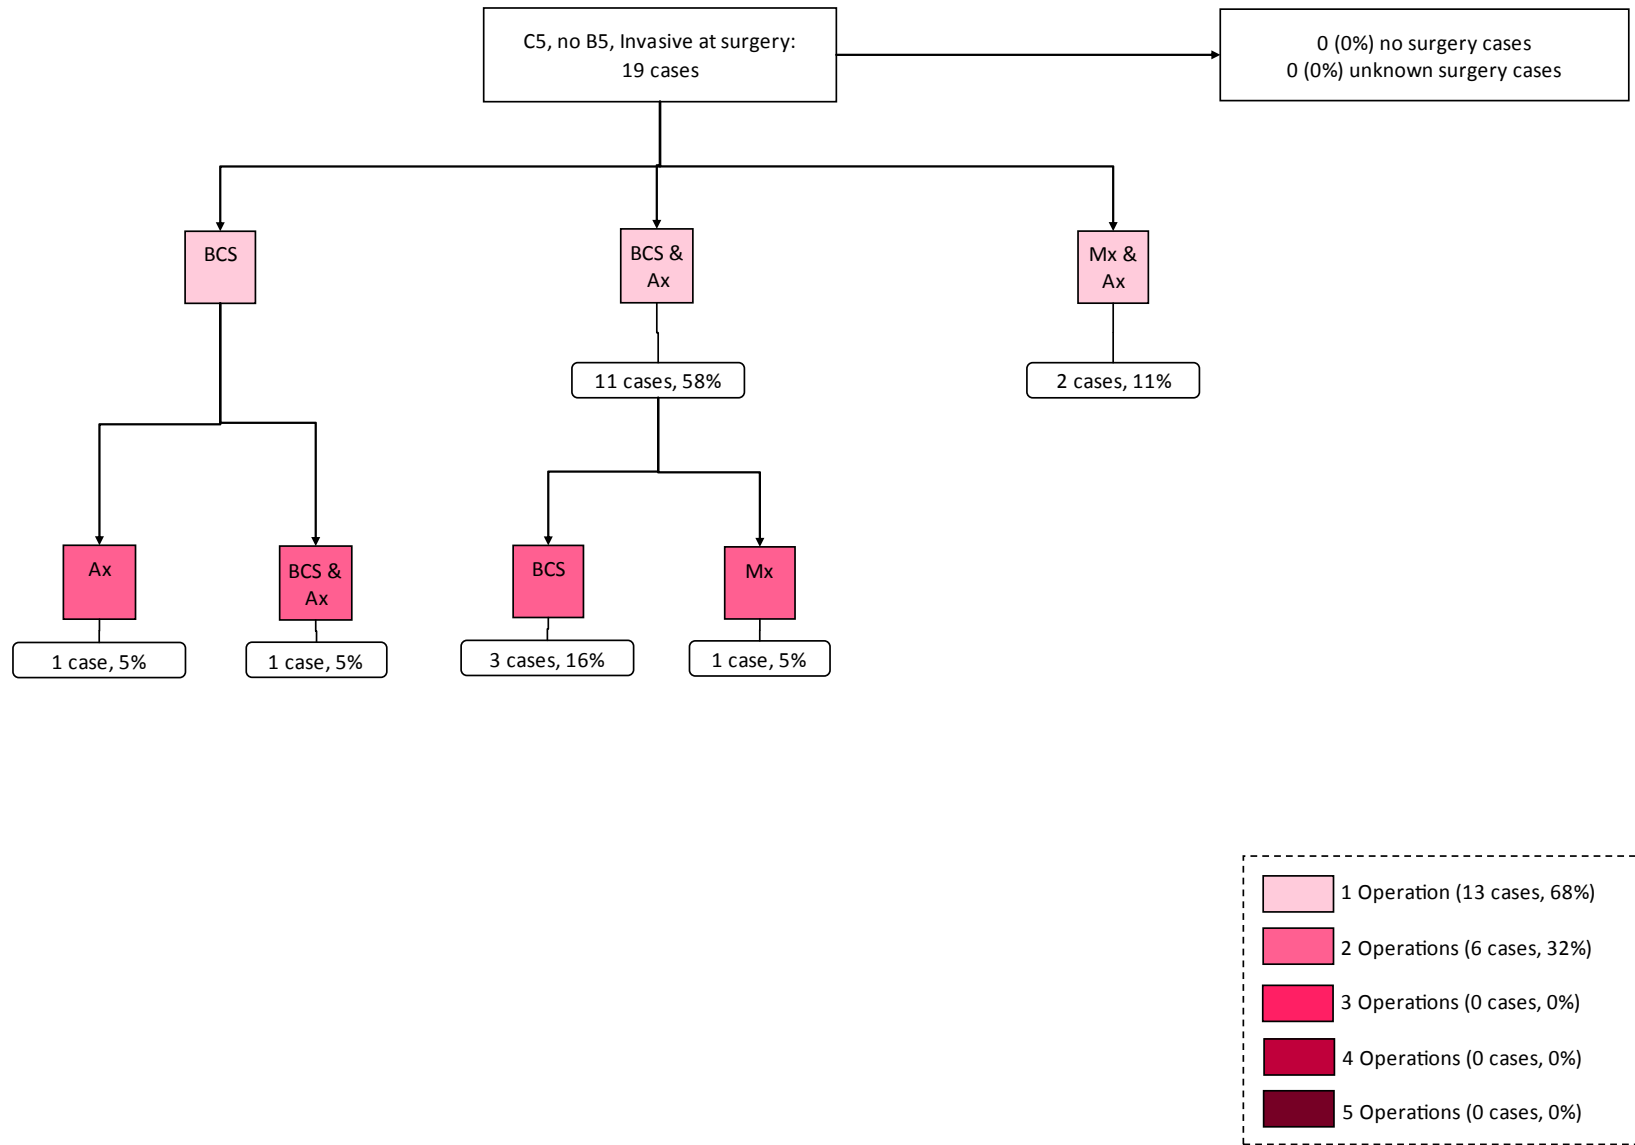 C5, no B5, Invasive at surgery:
19 cases
0 (0%) no surgery cases
0 (0%) unknown surgery cases
BCS
BCS &
Ax
Mx &
Ax
11 cases, 58%
2 cases, 11%
Ax
BCS &
Ax
BCS
Mx
1 case, 5%
1 case, 5%
3 cases, 16%
1 case, 5%
1 Operation (13 cases, 68%)
2 Operations (6 cases, 32%)
3 Operations (0 cases, 0%)
4 Operations (0 cases, 0%)
5 Operations (0 cases, 0%)